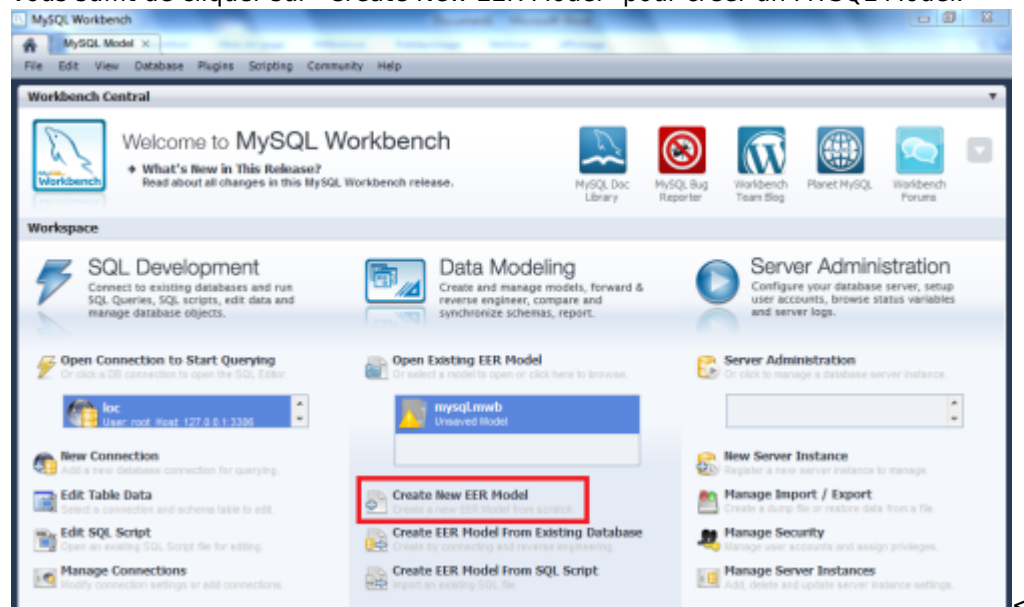 Vous suffit de cliquer sur "Create New EER Model" pour créer un MySQL Model.
MySQL Workbench
MySQL Model ×
File Edit View Database Plugins Scripting Community Help
Workbench Central
Welcome to MySQL Workbench
What's New in This Release?
Read about all changes in this MySQL Workbench release.
Workbench
MySQL Doc Library
MySQL Bug Reporter
Workbench Team Blog
Planet MySQL
Workbench Forums
Workspace
SQL Development
Connect to existing databases and run
SQL Queries, SQL scripts, edit data and
manage database objects.
Data Modeling
Create and manage models, forward &
reverse engineer, compare and
synchronize schemas, report.
Server Administration
Configure your database server, setup
user accounts, browse status variables
and server logs.
Open Connection to Start Querying
Or click a DB connection to open the SQL Editor.
loc
User: root Host: 127.0.0.1:3306
New Connection
Add a new database connection for querying.
Edit Table Data
Select a connection and schema table to edit.
Edit SQL Script
Open an existing SQL Script file for editing.
Manage Connections
Modify connection settings or add connections.
Open Existing EER Model
Or select a model to open or click here to browse.
mysql.mwb
Unsaved Model
Create New EER Model
Create a new EER Model from scratch.
Create EER Model From Existing Database
Create by connecting and reverse engineering.
Create EER Model From SQL Script
Import an existing SQL file.
Server Administration
Or click to manage a database server instance.
New Server Instance
Register a new server instance to manage.
Manage Import / Export
Create a dump file or restore data from a file.
Manage Security
Manage user accounts and assign privileges.
Manage Server Instances
Add, delete and update server instance settings.